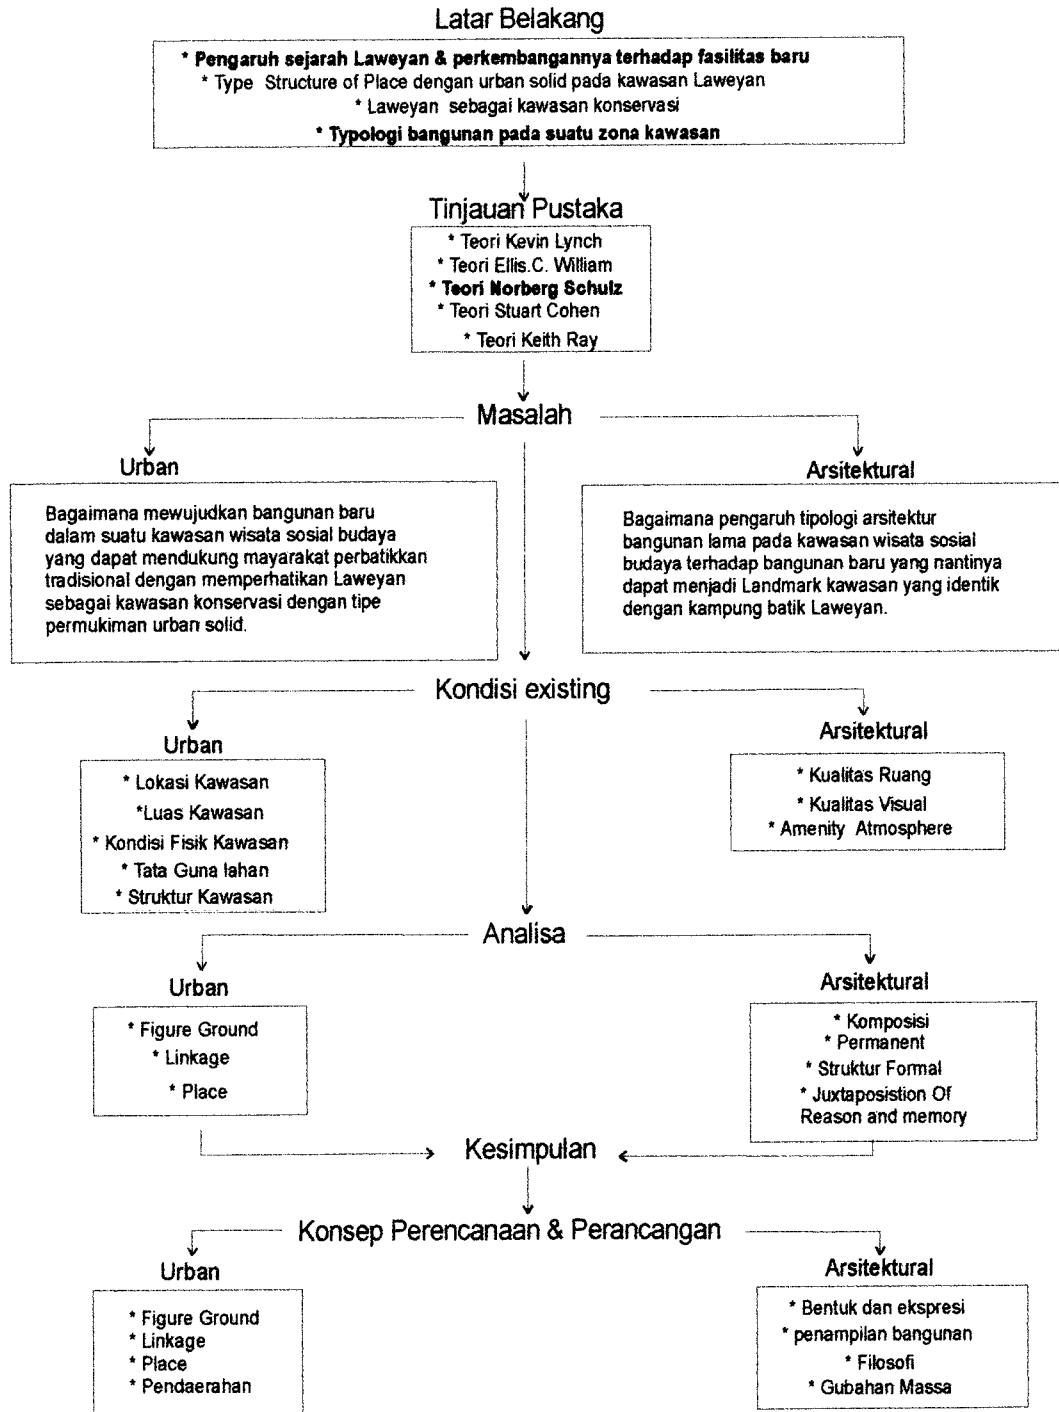 Latar Belakang
* Pengaruh sejarah Laweyan & perkembangannya terhadap fasilitas baru
* Type Structure of Place dengan urban solid pada kawasan Laweyan
* Laweyan sebagai kawasan konservasi
* Typologi bangunan pada suatu zona kawasan
Tinjauan Pustaka
* Teori Kevin Lynch
* Teori Ellis.C. William
* Teori Norberg Schulz
* Teori Stuart Cohen
* Teori Keith Ray
Masalah
Urban
Bagaimana mewujudkan bangunan baru
dalam suatu kawasan wisata sosial budaya
yang dapat mendukung mayarakat perbatikkan
tradisional dengan memperhatikan Laweyan
sebagai kawasan konservasi dengan tipe
permukiman urban solid.
Arsitektural
Bagaimana pengaruh tipologi arsitektur
bangunan lama pada kawasan wisata sosial
budaya terhadap bangunan baru yang nantinya
dapat menjadi Landmark kawasan yang identik
dengan kampung batik Laweyan.
Kondisi existing
Urban
* Lokasi Kawasan
*Luas Kawasan
* Kondisi Fisik Kawasan
* Tata Guna lahan
* Struktur Kawasan
Arsitektural
* Kualitas Ruang
* Kualitas Visual
* Amenity Atmosphere
Analisa
Urban
* Figure Ground
* Linkage
* Place
Arsitektural
* Komposisi
* Permanent
* Struktur Formal
* Juxtaposistion Of
Reason and memory
Kesimpulan
Konsep Perencanaan & Perancangan
Urban
* Figure Ground
* Linkage
* Place
* Pendaerahan
Arsitektural
* Bentuk dan ekspresi
* penampilan bangunan
* Filosofi
* Gubahan Massa